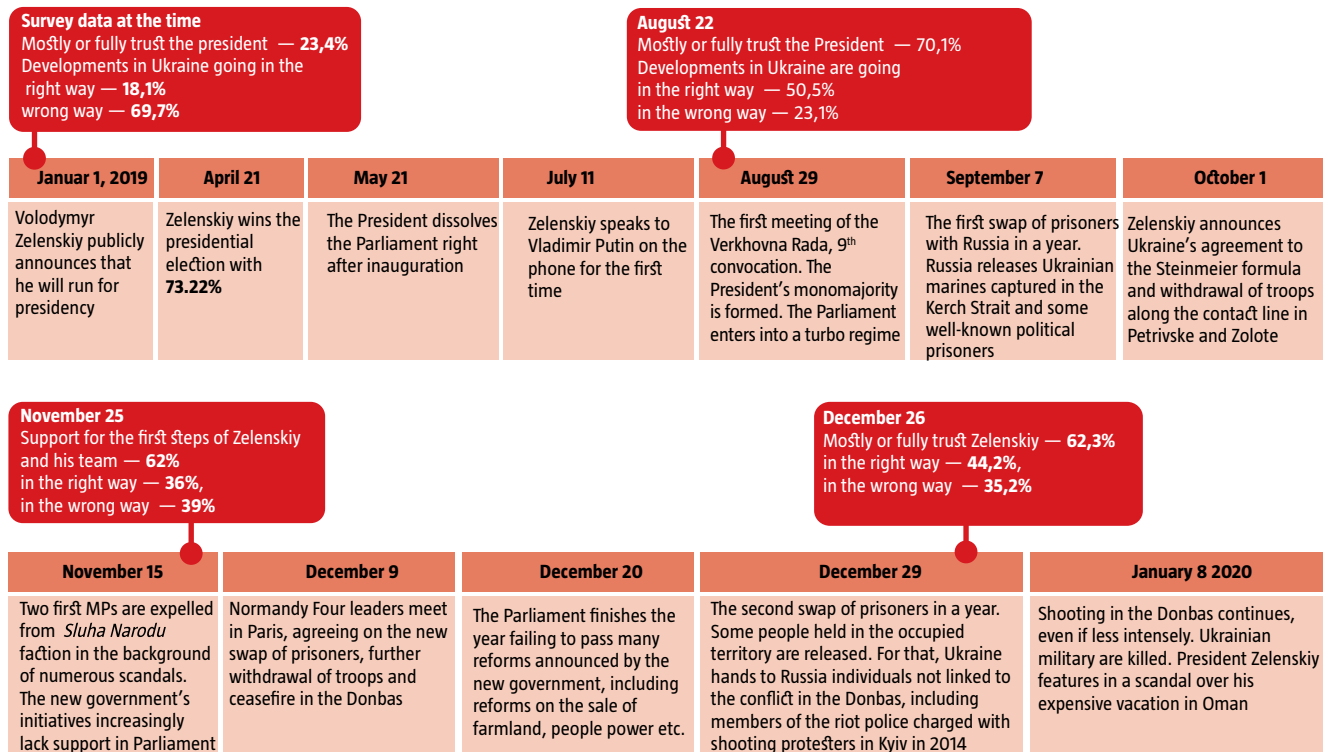 Survey data at the time
Mostly or fully trust the president — 23,4%
Developments in Ukraine going in the
right way — 18,1%
wrong way — 69,7%
August 22
Mostly or fully trust the President — 70,1%
Developments in Ukraine are going
in the right way — 50,5%
in the wrong way — 23,1%
Januar 1, 2019
Volodymyr
Zelenskiy publicly
announces that
he will run for
presidency
April 21
Zelenskiy wins the
presidential
election with
73.22%
May 21
The President dissolves
the Parliament right
after inauguration
July 11
Zelenskiy speaks to
Vladimir Putin on the
phone for the first
time
August 29
The first meeting of the
Verkhovna Rada, 9th
convocation. The
President's monomajority
is formed. The Parliament
enters into a turbo regime
September 7
The first swap of prisoners
with Russia in a year.
Russia releases Ukrainian
marines captured in the
Kerch Strait and some
well-known political
prisoners
October 1
Zelenskiy announces
Ukraine's agreement to
the Steinmeier formula
and withdrawal of troops
along the contact line in
Petrivske and Zolote
November 25
Support for the first steps of Zelenskiy
and his team — 62%
in the right way — 36%,
in the wrong way — 39%
December 26
Mostly or fully trust Zelenskiy — 62,3%
in the right way — 44,2%,
in the wrong way — 35,2%
November 15
Two first MPs are expelled
from Sluha Narodu
faction in the background
of numerous scandals.
The new government's
initiatives increasingly
lack support in Parliament
December 9
Normandy Four leaders meet
in Paris, agreeing on the new
swap of prisoners, further
withdrawal of troops and
ceasefire in the Donbas
December 20
The Parliament finishes the
year failing to pass many
reforms announced by the
new government, including
reforms on the sale of
farmland, people power etc.
December 29
The second swap of prisoners in a year.
Some people held in the occupied
territory are released. For that, Ukraine
hands to Russia individuals not linked to
the conflict in the Donbas, including
members of the riot police charged with
shooting protesters in Kyiv in 2014
January 8 2020
Shooting in the Donbas continues,
even if less intensely. Ukrainian
military are killed. President Zelenskiy
features in a scandal over his
expensive vacation in Oman